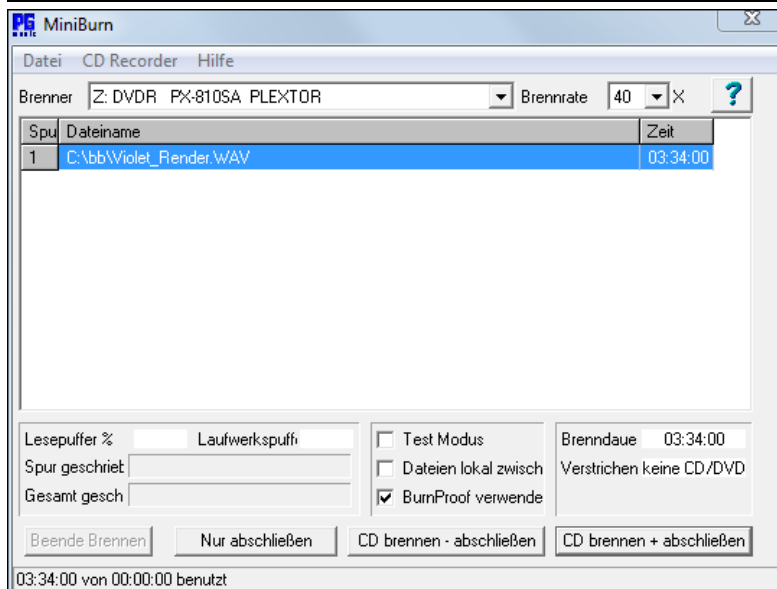 PG MUSIC MiniBurn
Datei CD Recorder Hilfe
Brenner Z: DVDR PX-810SA PLEXTOR Brennrate 40 X ?
Spu Dateiname Zeit
1 C:\bb\Violet_Render.WAV 03:34:00
Lesepuffer % Laufwerkspuff
Test Modus
Brenndaue 03:34:00
Spur geschriet
Dateien lokal zwisch
Verstrichen keine CD/DVD
Gesamt gesch
BurnProof verwende
Beende Brennen Nur abschließen CD brennen - abschließen CD brennen + abschließen
03:34:00 von 00:00:00 benutzt